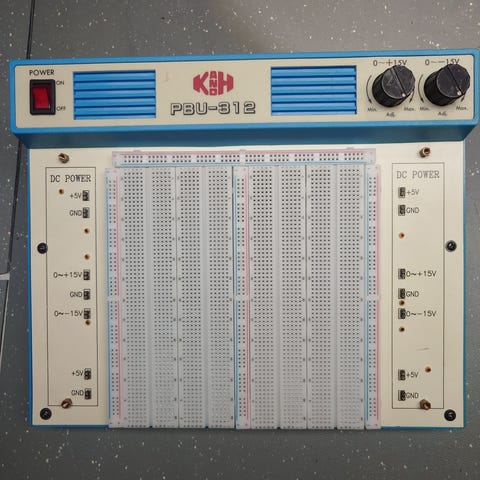 POWER
ON
OFF
K AND H
PBU-312
0~+15V
Min. Adj. Max.
0~-15V
Min. Adj. Max.
DC POWER
+5V
GND
0~+15V
GND
0~-15V
+5V
GND
DC POWER
+5V
GND
0~+15V
GND
0~-15V
+5V
GND